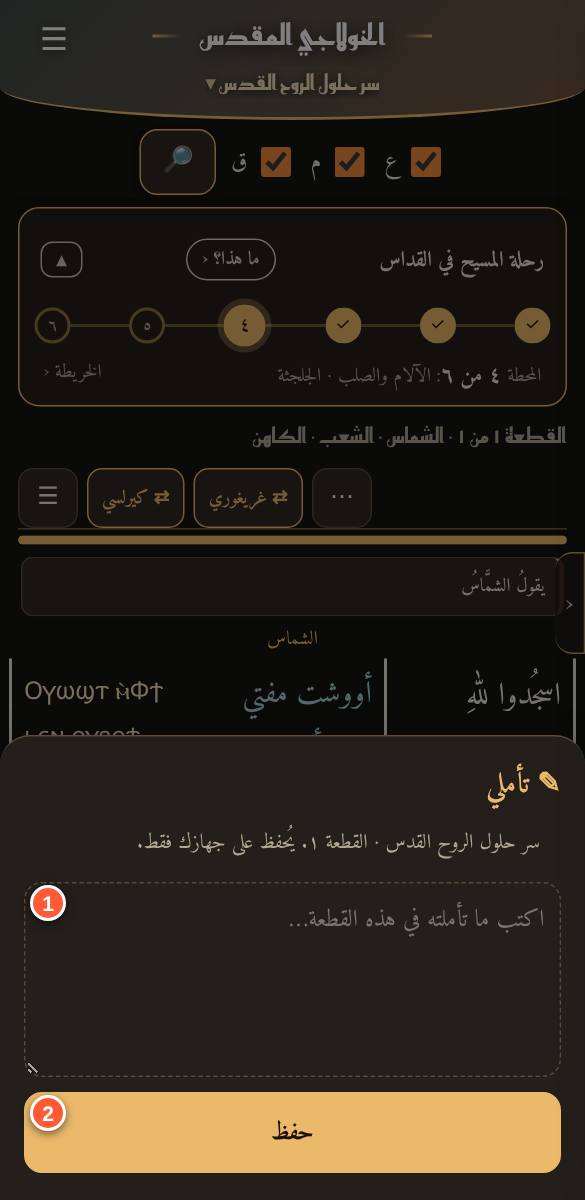 الخولاجي المقدس
سر حلول الروح القدس ▾
ع م ق
رحلة المسيح في القداس ما هذا؟ ›
٤ ٥ ٦
المحطة ٤ من ٦: الآلام والصلب · الجلجثة الخريطة ›
القطعة ١ من ١ · الشماس · الشعب · الكاهن
⋯ ⇄ غريغوري ⇄ كيرلسي ☰
يقولُ الشمَّاسُ
الشماس
اسجُدوا للهِ أووشت مفتي Ⲟⲩⲱϣⲧ ⲙ̀Ⲫϯ
✎ تأملي
سر حلول الروح القدس · القطعة ١. يُحفظ على جهازك فقط.
1
اكتب ما تأملته في هذه القطعة...
2
حفظ